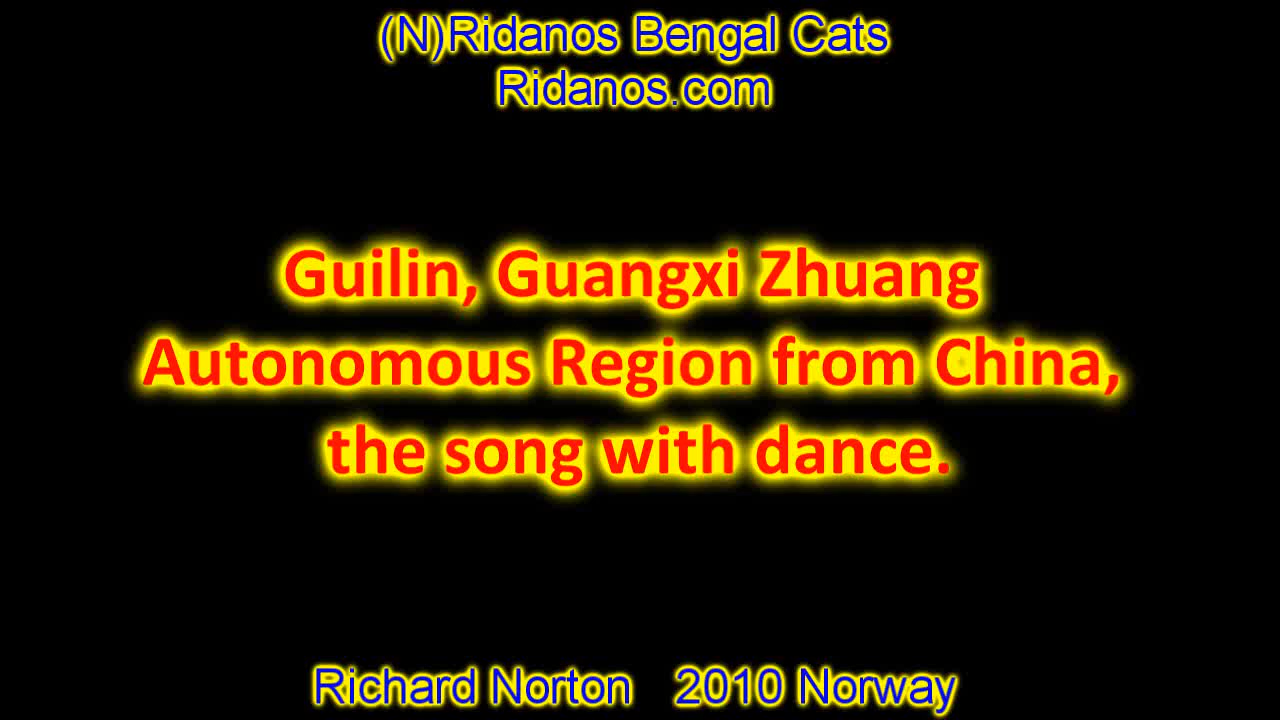 (N)Ridanos Bengal Cats
Ridanos.com
Guilin, Guangxi Zhuang
Autonomous Region from China,
the song with dance.
Richard Norton 2010 Norway